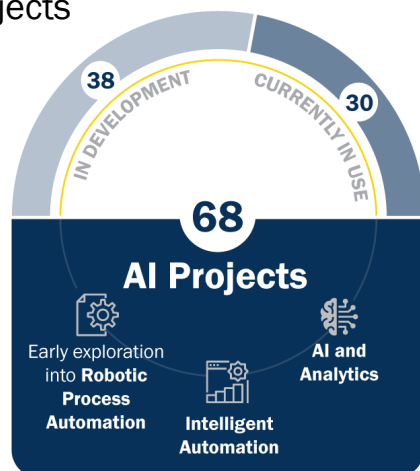 38
IN DEVELOPMENT
CURRENTLY IN USE
30
68
AI Projects
Early exploration
into Robotic
Process
Automation
Intelligent
Automation
AI and
Analytics